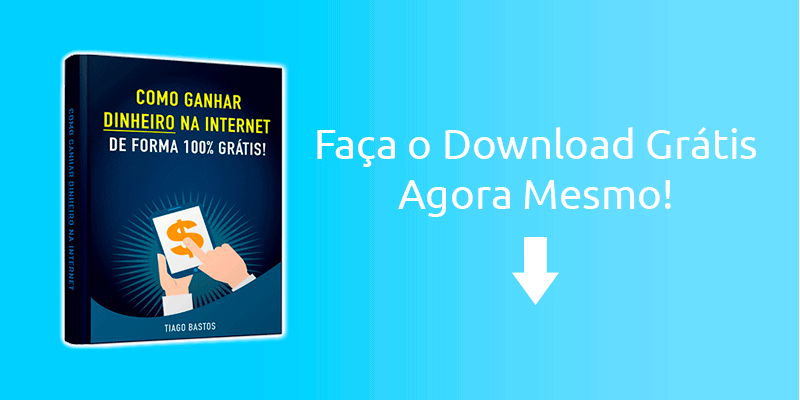 COMO GANHAR
DINHEIRO NA INTERNET
DE FORMA 100% GRÁTIS!
TIAGO BASTOS
COMO GANHAR DINHEIRO NA INTERNET
Faça o Download Grátis
Agora Mesmo!